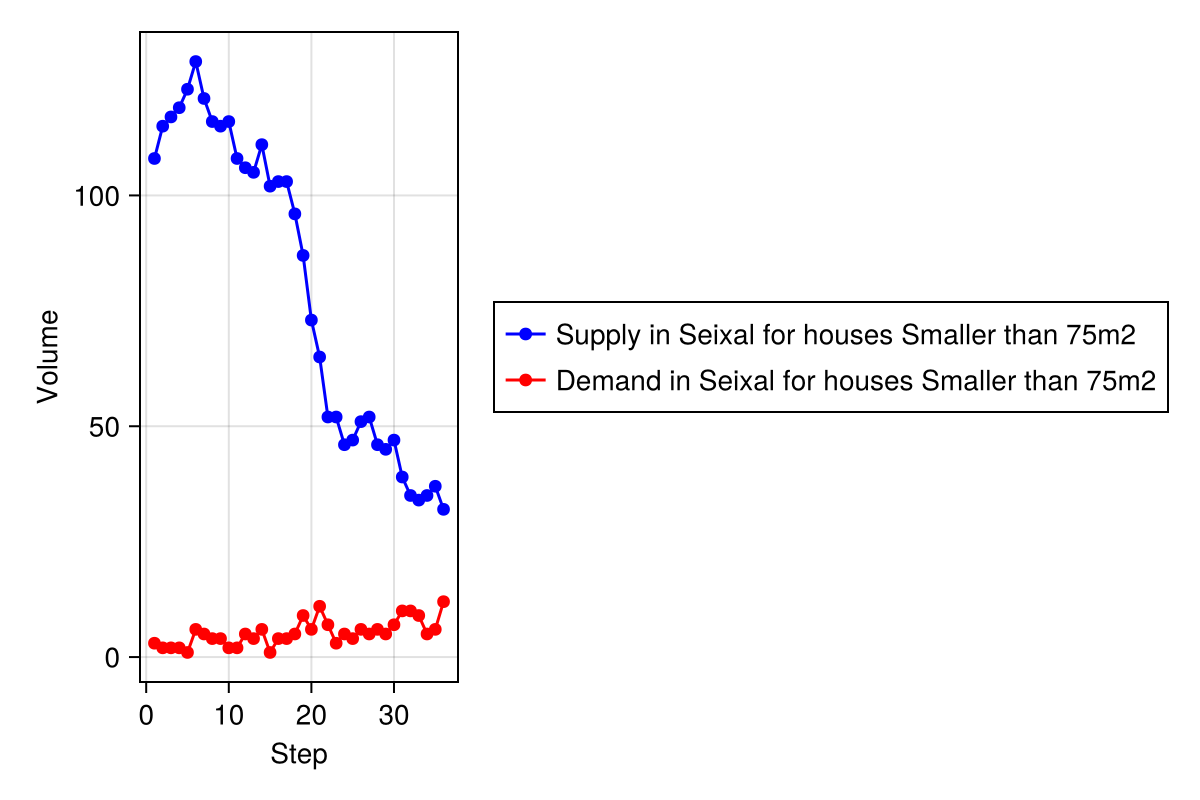 Volume
100
50
0
0 10 20 30
Step
Supply in Seixal for houses Smaller than 75m2
Demand in Seixal for houses Smaller than 75m2